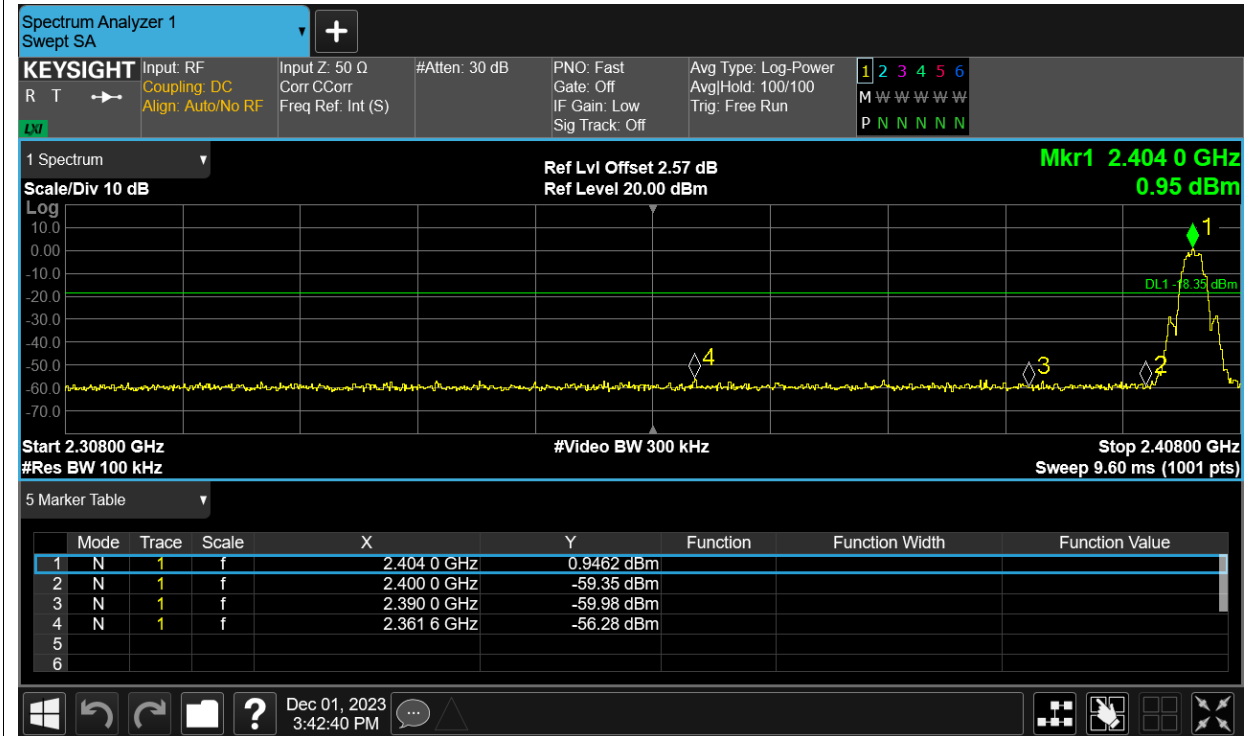 Spectrum Analyzer 1
Swept SA
+
KEYSIGHT
R T
LXI
Input: RF
Coupling: DC
Align: Auto/No RF
Input Z: 50 Ω
Corr CCorr
Freq Ref: Int (S)
#Atten: 30 dB
PNO: Fast
Gate: Off
IF Gain: Low
Sig Track: Off
Avg Type: Log-Power
Avg|Hold: 100/100
Trig: Free Run
1 2 3 4 5 6
M W W W W W
P N N N N N
1 Spectrum
Scale/Div 10 dB
Ref Lvl Offset 2.57 dB
Ref Level 20.00 dBm
Mkr1 2.404 0 GHz
0.95 dBm
Log
10.0
0.00
-10.0
-20.0
-30.0
-40.0
-50.0
-60.0
-70.0
1
DL1 -18.35 dBm
4
3
2
Start 2.30800 GHz
#Video BW 300 kHz
Stop 2.40800 GHz
#Res BW 100 kHz
Sweep 9.60 ms (1001 pts)
5 Marker Table
Mode Trace Scale X Y Function Function Width Function Value
1 N 1 f 2.404 0 GHz 0.9462 dBm
2 N 1 f 2.400 0 GHz -59.35 dBm
3 N 1 f 2.390 0 GHz -59.98 dBm
4 N 1 f 2.361 6 GHz -56.28 dBm
5
6
?
Dec 01, 2023
3:42:40 PM